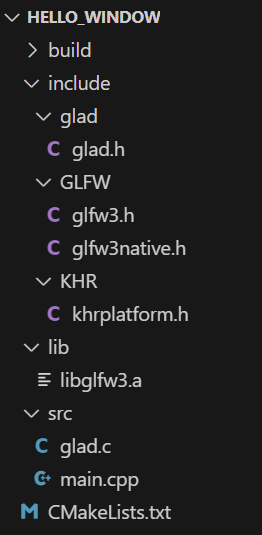 HELLO_WINDOW
build
include
glad
C glad.h
GLFW
C glfw3.h
C glfw3native.h
KHR
C khrplatform.h
lib
libglfw3.a
src
C glad.c
C++ main.cpp
M CMakeLists.txt